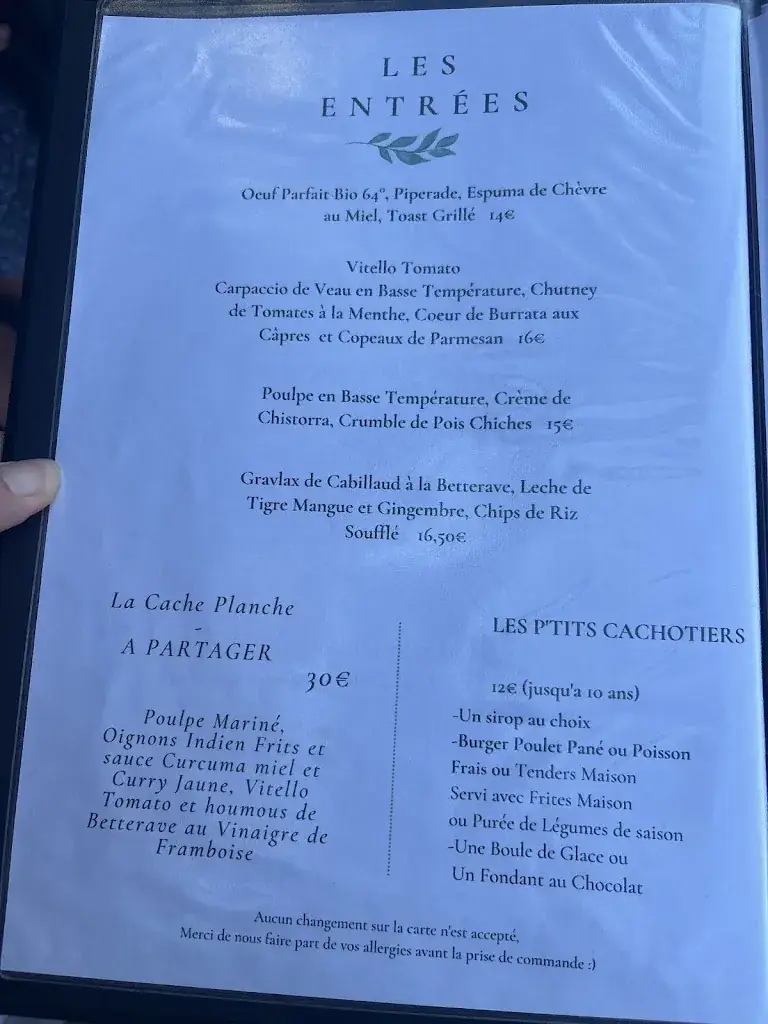 LES
ENTRÉES
Oeuf Parfait Bio 64°, Piperade, Espuma de Chèvre
au Miel, Toast Grillé 14€
Vitello Tomato
Carpaccio de Veau en Basse Température, Chutney
de Tomates à la Menthe, Coeur de Burrata aux
Câpres et Copeaux de Parmesan 16€
Poulpe en Basse Température, Crème de
Chistorra, Crumble de Pois Chiches 15€
Gravlax de Cabillaud à la Betterave, Leche de
Tigre Mangue et Gingembre, Chips de Riz
Soufflé 16,50€
La Cache Planche
-
A PARTAGER
30€
Poulpe Mariné,
Oignons Indien Frits et
sauce Curcuma miel et
Curry Jaune, Vitello
Tomato et houmous de
Betterave au Vinaigre de
Framboise
LES P'TITS CACHOTIERS
12€ (jusqu'a 10 ans)
-Un sirop au choix
-Burger Poulet Pané ou Poisson
Frais ou Tenders Maison
Servi avec Frites Maison
ou Purée de Légumes de saison
-Une Boule de Glace ou
Un Fondant au Chocolat
Aucun changement sur la carte n'est accepté,
Merci de nous faire part de vos allergies avant la prise de commande :)